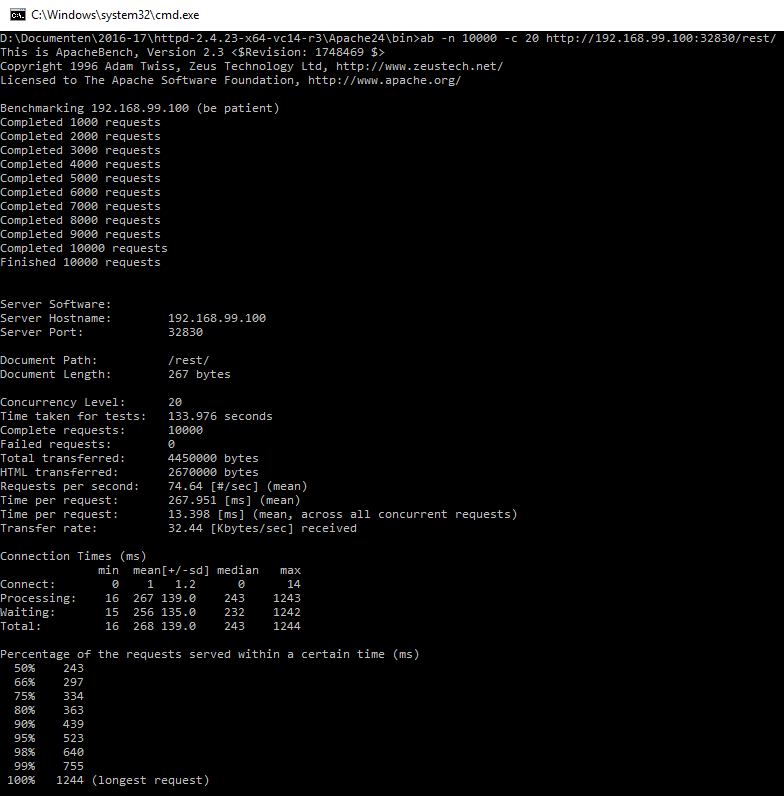 C:\Windows\system32\cmd.exe
D:\Documenten\2016-17\httpd-2.4.23-x64-vc14-r3\Apache24\bin>ab -n 10000 -c 20 http://192.168.99.100:32830/rest/
This is ApacheBench, Version 2.3 <$Revision: 1748469 $>
Copyright 1996 Adam Twiss, Zeus Technology Ltd, http://www.zeustech.net/
Licensed to The Apache Software Foundation, http://www.apache.org/
Benchmarking 192.168.99.100 (be patient)
Completed 1000 requests
Completed 2000 requests
Completed 3000 requests
Completed 4000 requests
Completed 5000 requests
Completed 6000 requests
Completed 7000 requests
Completed 8000 requests
Completed 9000 requests
Completed 10000 requests
Finished 10000 requests
Server Software:
Server Hostname:        192.168.99.100
Server Port:            32830
Document Path:          /rest/
Document Length:        267 bytes
Concurrency Level:      20
Time taken for tests:   133.976 seconds
Complete requests:      10000
Failed requests:        0
Total transferred:      4450000 bytes
HTML transferred:       2670000 bytes
Requests per second:    74.64 [#/sec] (mean)
Time per request:       267.951 [ms] (mean)
Time per request:       13.398 [ms] (mean, across all concurrent requests)
Transfer rate:          32.44 [Kbytes/sec] received
Connection Times (ms)
              min  mean[+/-sd] median   max
Connect:        0    1   1.2      0      14
Processing:    16  267 139.0    243    1243
Waiting:       15  256 135.0    232    1242
Total:         16  268 139.0    243    1244
Percentage of the requests served within a certain time (ms)
  50%    243
  66%    297
  75%    334
  80%    363
  90%    439
  95%    523
  98%    640
  99%    755
 100%   1244 (longest request)